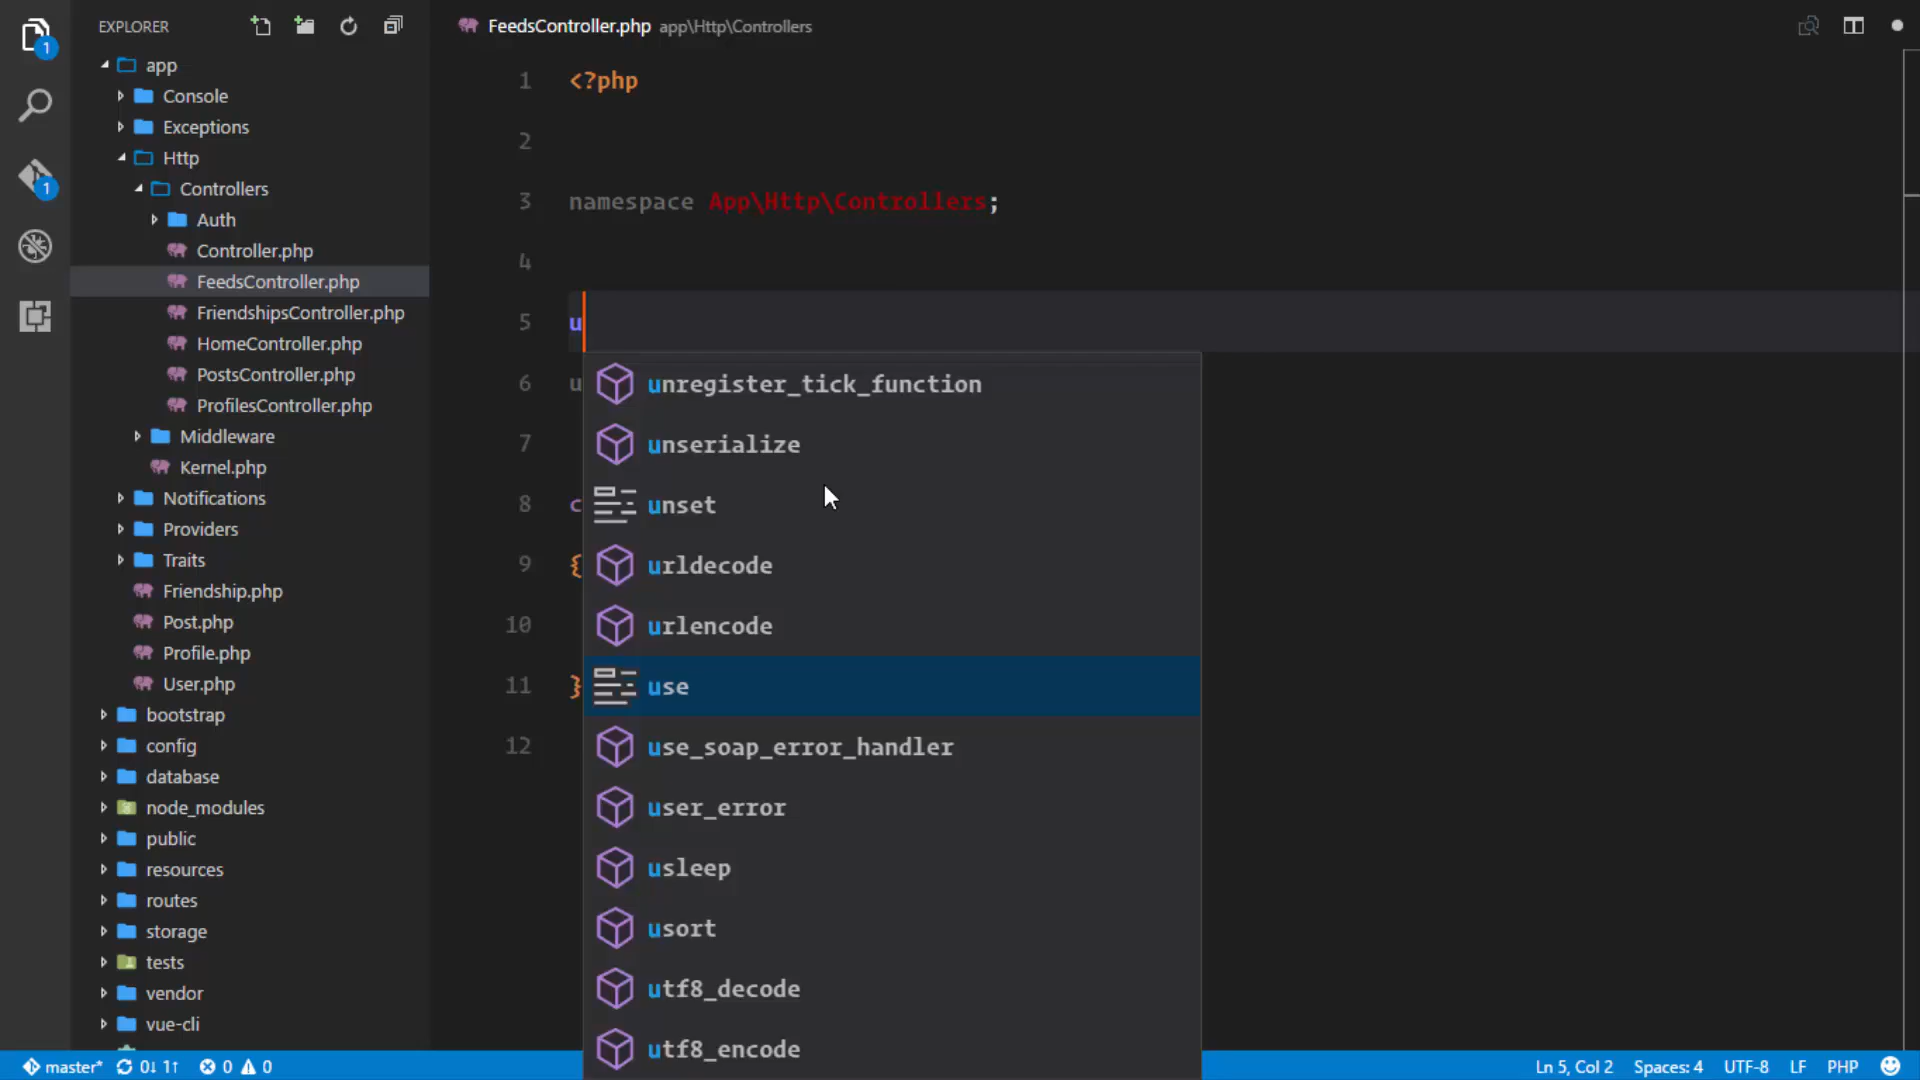 1
1
EXPLORER
app
Console
Exceptions
Http
Controllers
Auth
Controller.php
FeedsController.php
FriendshipsController.php
HomeController.php
PostsController.php
ProfilesController.php
Middleware
Kernel.php
Notifications
Providers
Traits
Friendship.php
Post.php
Profile.php
User.php
bootstrap
config
database
node_modules
public
resources
routes
storage
tests
vendor
vue-cli
FeedsController.php app\Http\Controllers
1 <?php
2
3 namespace App\Http\Controllers;
4
5 u
6 u
7
8 c
9 {
10
11 }
12
unregister_tick_function
unserialize
unset
urldecode
urlencode
use
use_soap_error_handler
user_error
usleep
usort
utf8_decode
utf8_encode
master* 0↓ 1↑ 0 0 Ln 5, Col 2 Spaces: 4 UTF-8 LF PHP